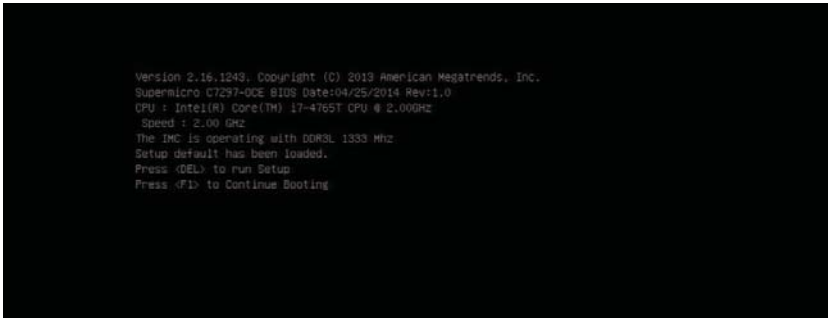 Version 2.16.1243. Copyright (C) 2013 American Megatrends, Inc.
Supermicro C7Z97-OCE BIOS Date:04/25/2014 Rev:1.0
CPU : Intel(R) Core(TM) i7-4765T CPU @ 2.00GHz
Speed : 2.00 GHz
The IMC is operating with DDR3L 1333 Mhz
Setup default has been loaded.
Press <DEL> to run Setup
Press <F1> to Continue Booting